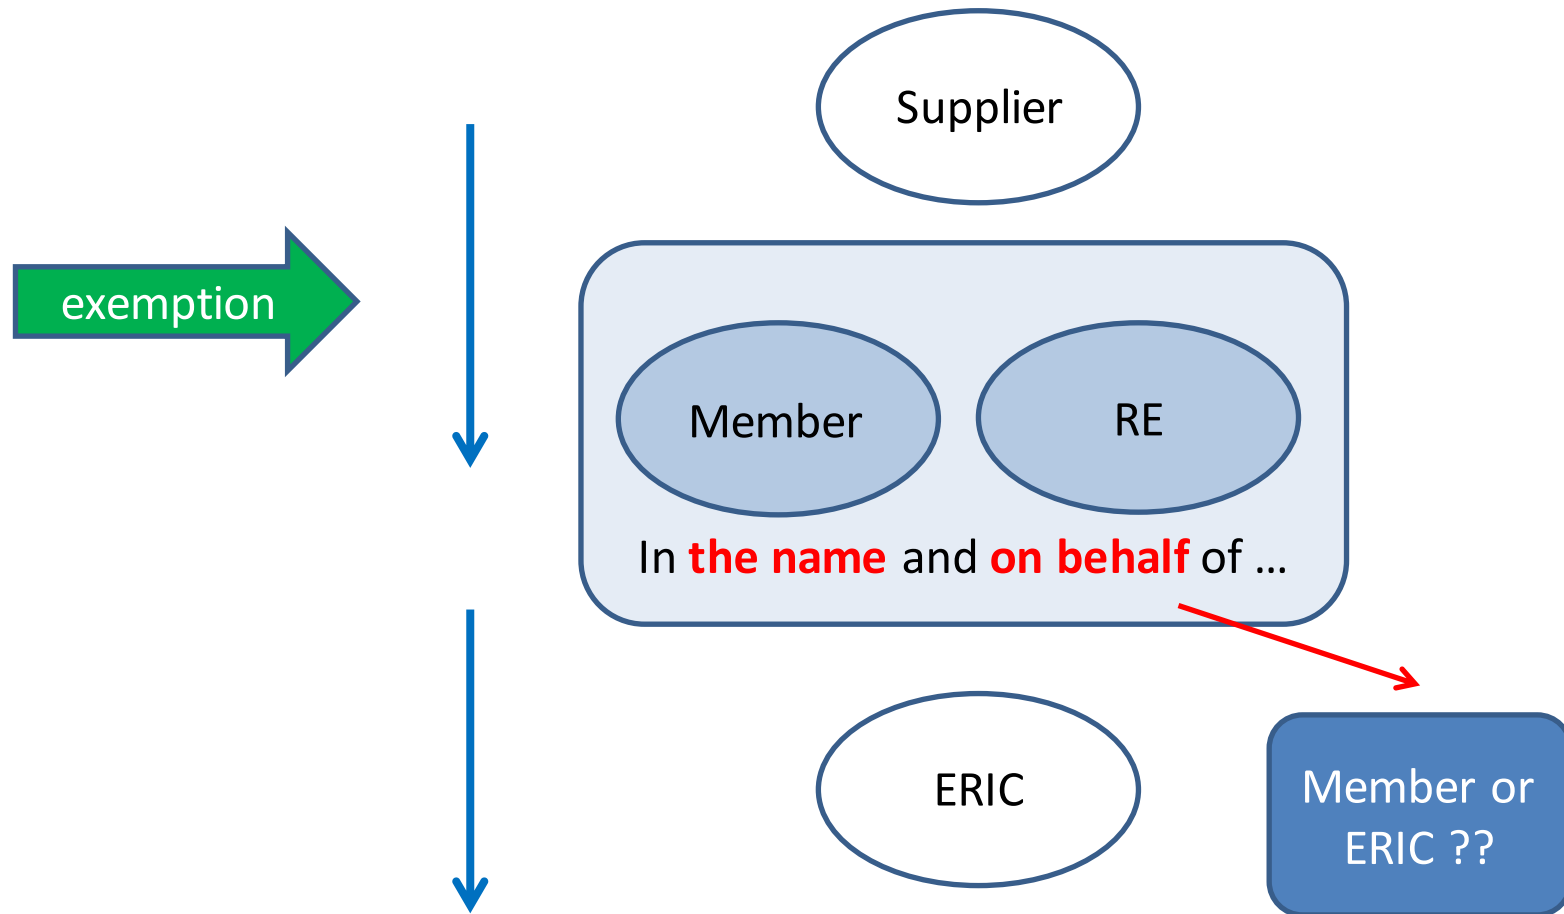 Supplier
exemption
Member
RE
In the name and on behalf of ...
ERIC
Member or
ERIC ??